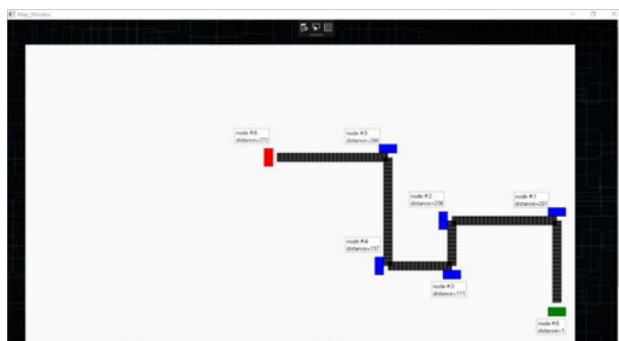 Map_Window
node #:6
distance=272
node #:5
distance=266
node #:2
distance=238
node #:1
distance=201
node #:4
distance=157
node #:3
distance=111
node #:0
distance=1